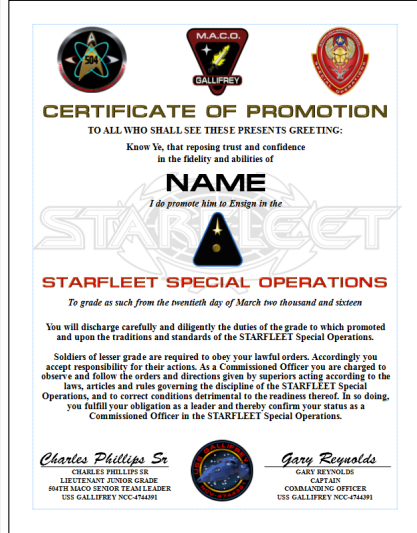 504
M.A.C.O.
GALLIFREY
SPECIAL OPERATIONS
CERTIFICATE OF PROMOTION
TO ALL WHO SHALL SEE THESE PRESENTS GREETING:
Know Ye, that reposing trust and confidence
in the fidelity and abilities of
NAME
I do promote him to Ensign in the
STARFLEET
STARFLEET SPECIAL OPERATIONS
To grade as such from the twentieth day of March two thousand and sixteen
You will discharge carefully and diligently the duties of the grade to which promoted
and upon the traditions and standards of the STARFLEET Special Operations.
Soldiers of lesser grade are required to obey your lawful orders. Accordingly you
accept responsibility for their actions. As a Commissioned Officer you are charged to
observe and follow the orders and directions given by superiors acting according to the
laws, articles and rules governing the discipline of the STARFLEET Special
Operations, and to correct conditions detrimental to the readiness thereof. In so doing,
you fulfill your obligation as a leader and thereby confirm your status as a
Commissioned Officer in the STARFLEET Special Operations.
Charles Phillips Sr
CHARLES PHILLIPS SR
LIEUTENANT JUNIOR GRADE
504TH MACO SENIOR TEAM LEADER
USS GALLIFREY NCC-4744391
USS GALLIFREY
Gary Reynolds
GARY REYNOLDS
CAPTAIN
COMMANDING OFFICER
USS GALLIFREY NCC-4744391